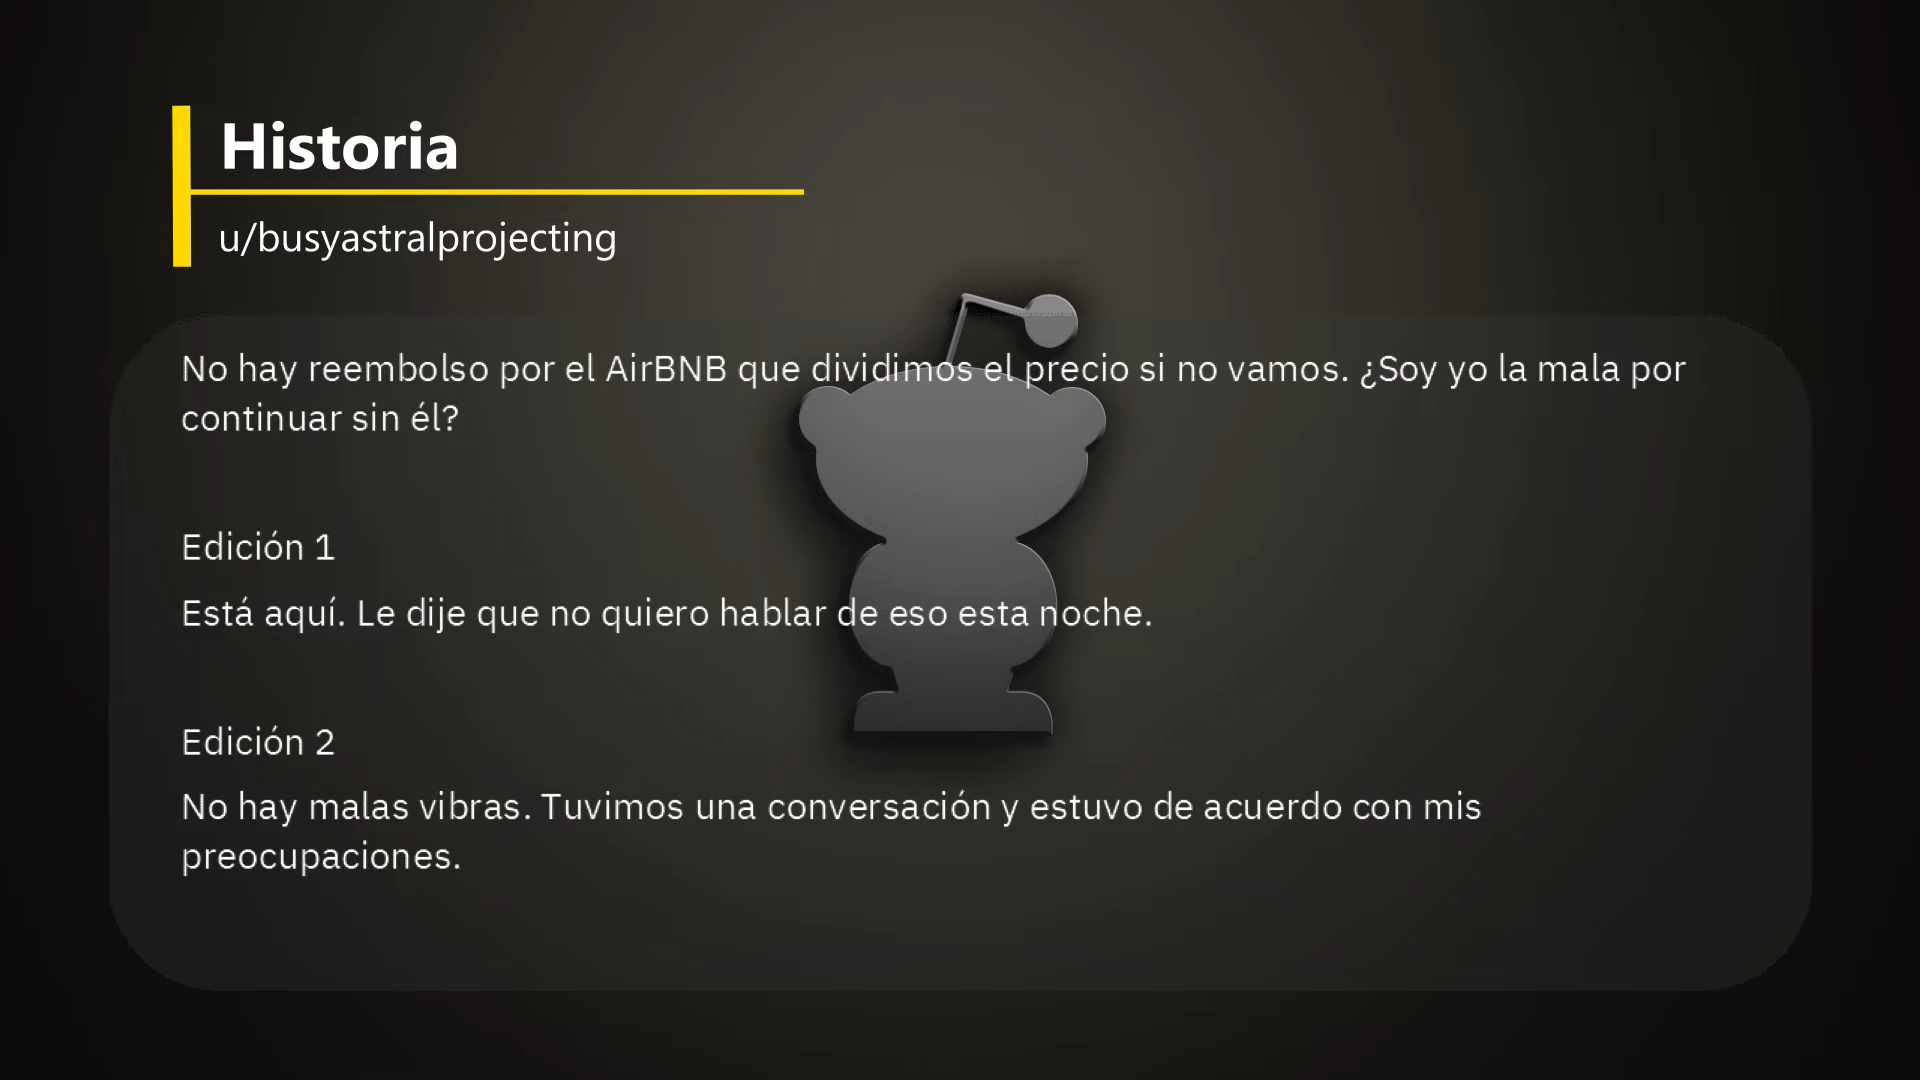 Historia
u/busyastralprojecting
No hay reembolso por el AirBNB que dividimos el precio si no vamos. ¿Soy yo la mala por
continuar sin él?
Edición 1
Está aquí. Le dije que no quiero hablar de eso esta noche.
Edición 2
No hay malas vibras. Tuvimos una conversación y estuvo de acuerdo con mis
preocupaciones.